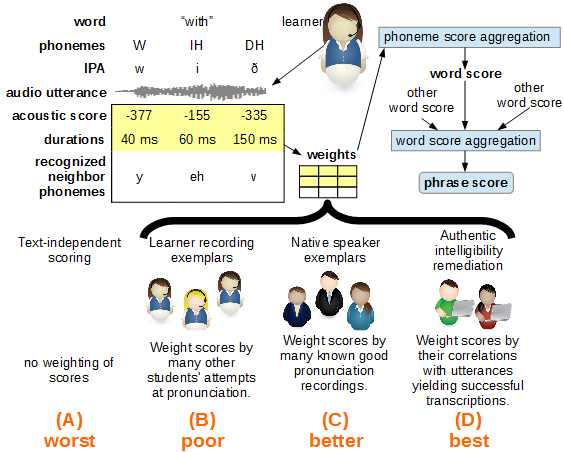 word “with” learner
phonemes W IH DH
IPA w i ð
audio utterance
acoustic score -377 -155 -335
durations 40 ms 60 ms 150 ms
recognized
neighbor
phonemes
y eh v
weights
phoneme score aggregation
word score
other
word score
other
word score
word score aggregation
phrase score
Text-independent
scoring
no weighting of
scores
(A)
worst
Learner recording
exemplars
Weight scores by
many other
students' attempts
at pronunciation.
(B)
poor
Native speaker
exemplars
Weight scores by
many known good
pronunciation
recordings.
(C)
better
Authentic
intelligibility
remediation
Weight scores by
their correlations
with utterances
yielding successful
transcriptions.
(D)
best